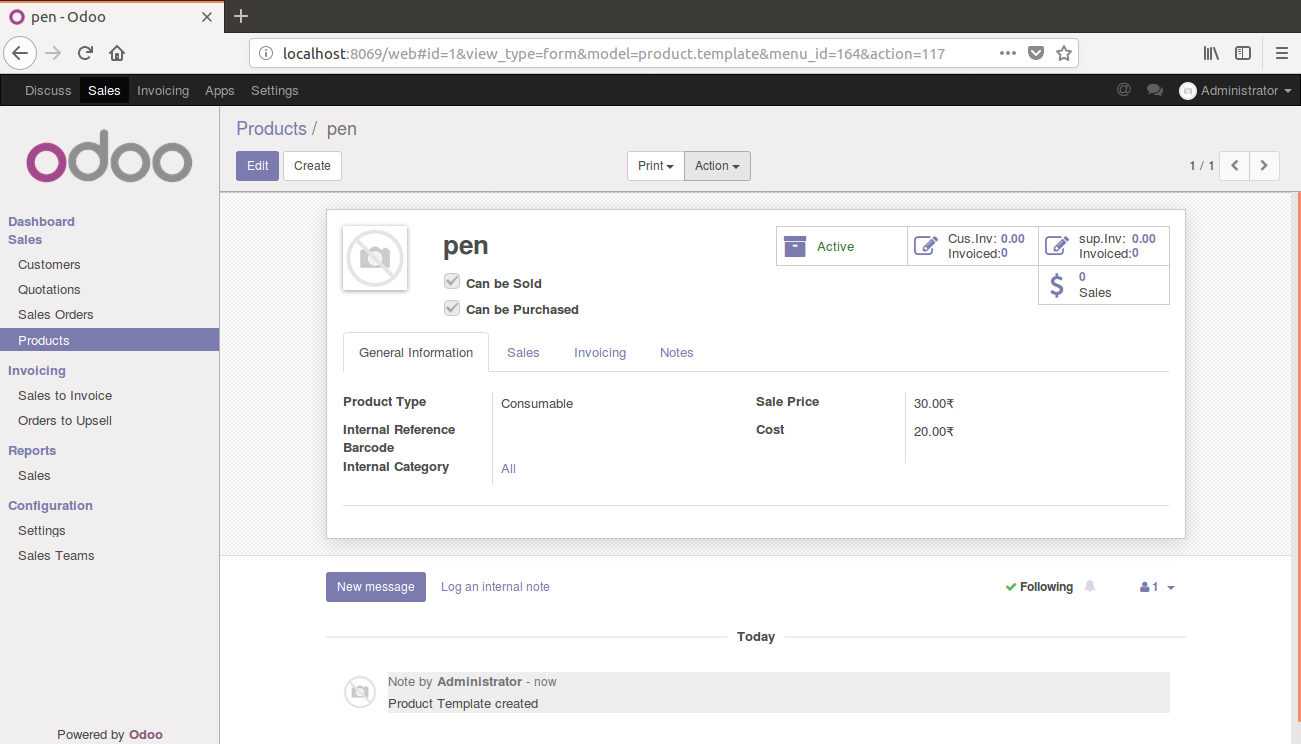 pen - Odoo
localhost:8069/web#id=1&view_type=form&model=product.template&menu_id=164&action=117
Discuss Sales Invoicing Apps Settings @ Administrator
odoo
Products / pen
Edit Create Print Action 1 / 1
Dashboard
Sales
Customers
Quotations
Sales Orders
Products
Invoicing
Sales to Invoice
Orders to Upsell
Reports
Sales
Configuration
Settings
Sales Teams
Powered by Odoo
pen
Can be Sold
Can be Purchased
Active
Cus.Inv: 0.00
Invoiced:0
sup.Inv: 0.00
Invoiced:0
$ 0
Sales
General Information Sales Invoicing Notes
Product Type Consumable
Internal Reference
Barcode
Internal Category All
Sale Price 30.00₹
Cost 20.00₹
New message Log an internal note Following 1
Today
Note by Administrator - now
Product Template created